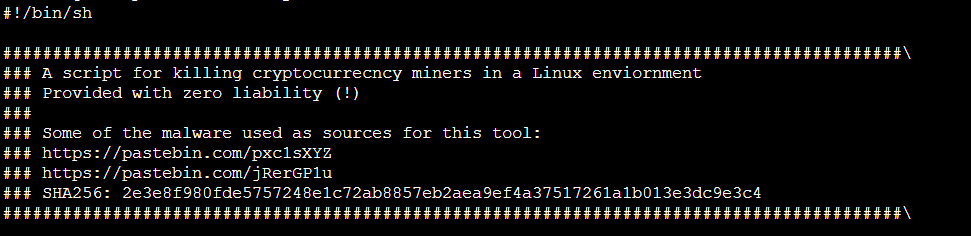 #!/bin/sh
##########################################################################################\
### A script for killing cryptocurrecncy miners in a Linux enviornment
### Provided with zero liability (!)
###
### Some of the malware used as sources for this tool:
### https://pastebin.com/pxc1sXYZ
### https://pastebin.com/jRerGP1u
### SHA256: 2e3e8f980fde5757248e1c72ab8857eb2aea9ef4a37517261a1b013e3dc9e3c4
##########################################################################################\